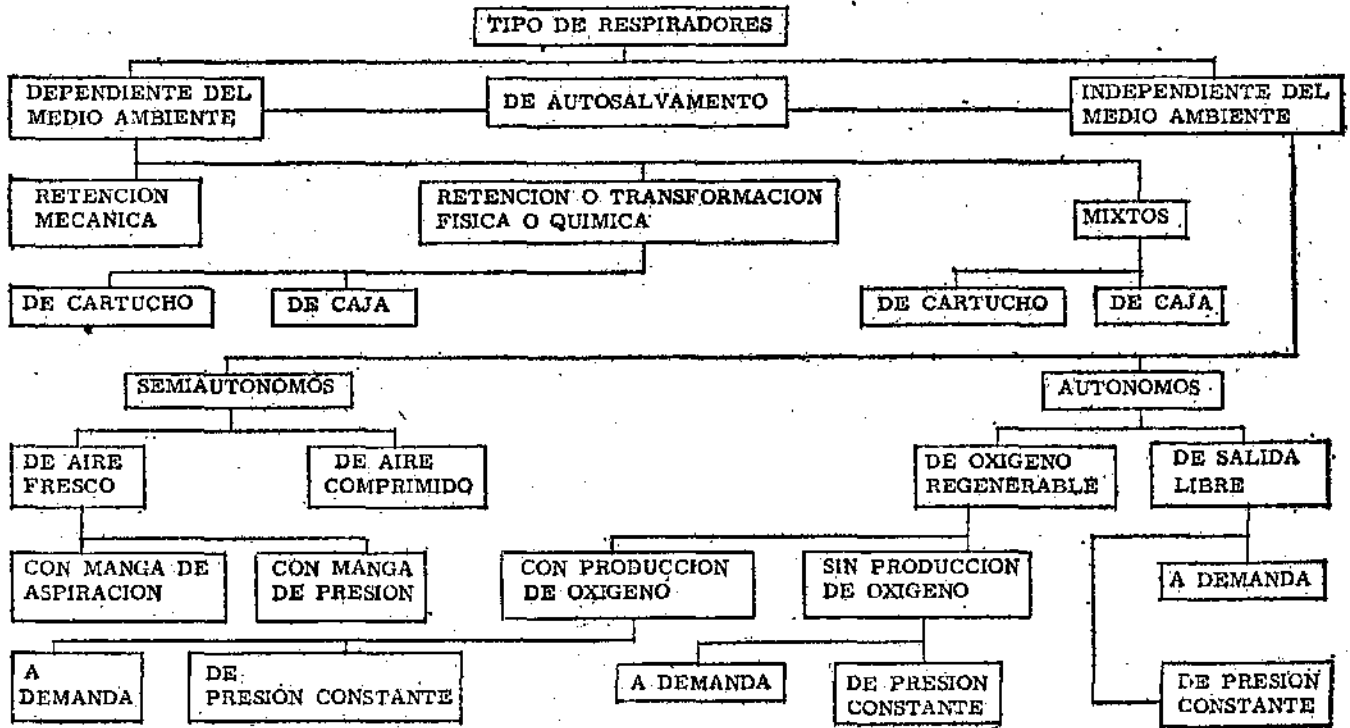 TIPO DE RESPIRADORES
DEPENDIENTE DEL
MEDIO AMBIENTE
DE AUTOSALVAMENTO
INDEPENDIENTE DEL
MEDIO AMBIENTE
RETENCION
MECANICA
RETENCION O TRANSFORMACION
FISICA O QUIMICA
MIXTOS
DE CARTUCHO
DE CAJA
DE CARTUCHO
DE CAJA
SEMIAUTONOMOS
AUTONOMOS
DE AIRE
FRESCO
DE AIRE
COMPRIMIDO
DE OXIGENO
REGENERABLE
DE SALIDA
LIBRE
CON MANGA DE
ASPIRACION
CON MANGA
DE PRESION
CON PRODUCCION
DE OXIGENO
SIN PRODUCCION
DE OXIGENO
A DEMANDA
A
DEMANDA
DE
PRESIÓN CONSTANTE
A DEMANDA
DE PRESION
CONSTANTE
DE PRESION
CONSTANTE